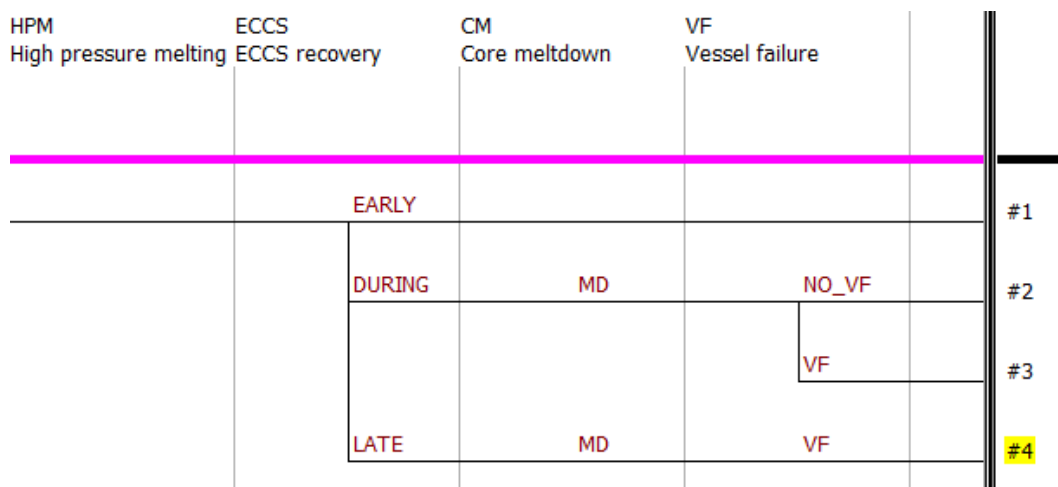 HPM ECCS CM VF
High pressure melting ECCS recovery Core meltdown Vessel failure
EARLY #1
DURING MD NO_VF #2
VF #3
LATE MD VF #4